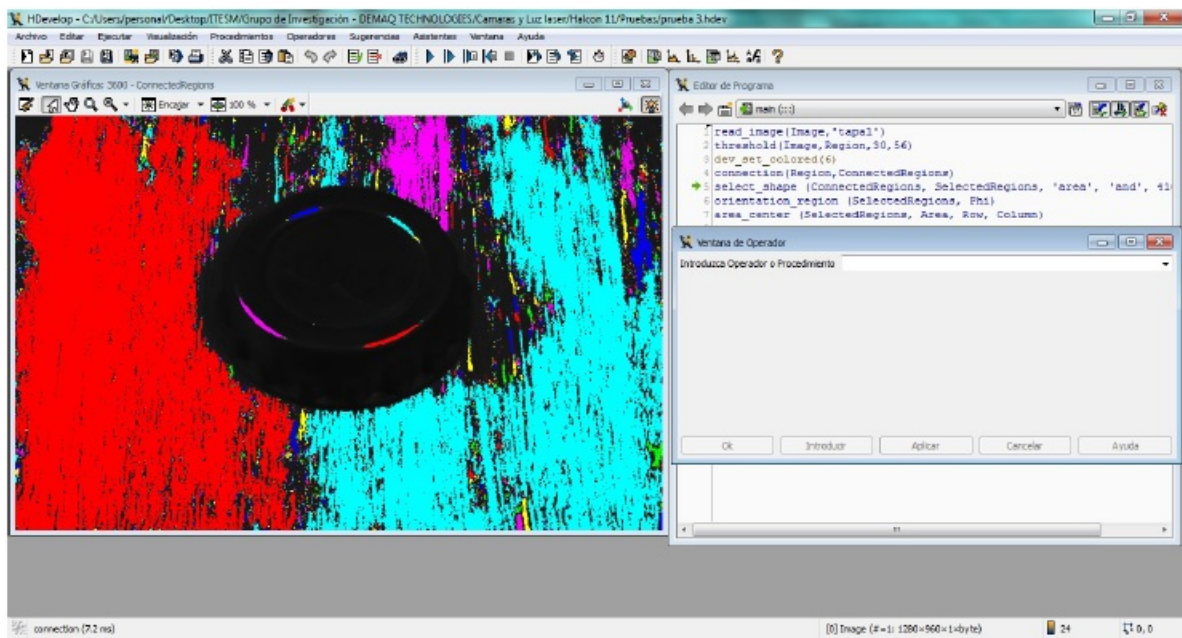 HDevelop - C:/Users/personal/Desktop/ITESM/Grupo de Investigación - DEMAQ TECHNOLOGIES/Camaras y Luz laser/Halcon 11/Pruebas/prueba 3.hdev
Archivo Editar Ejecutar Visualización Procedimientos Operadores Sugerencias Asistentes Ventana Ayuda
Ventana Gráfica: 3600 - ConnectedRegions
Encajar 100 %
Editor de Programa
main (:::)
1 read_image(Image,"tapa1")
2 threshold(Image,Region,30,56)
3 dev_set_colored(6)
4 connection(Region,ConnectedRegions)
5 select_shape (ConnectedRegions, SelectedRegions, 'area', 'and', 41
6 orientation_region (SelectedRegions, Phi)
7 area_center (SelectedRegions, Area, Row, Column)
Ventana de Operador
Introduzca Operador o Procedimiento
Ok Introducir Aplicar Cancelar Ayuda
connection (7.2 ms) [0] Image (#=1: 1280×960×1×byte) 24 0, 0